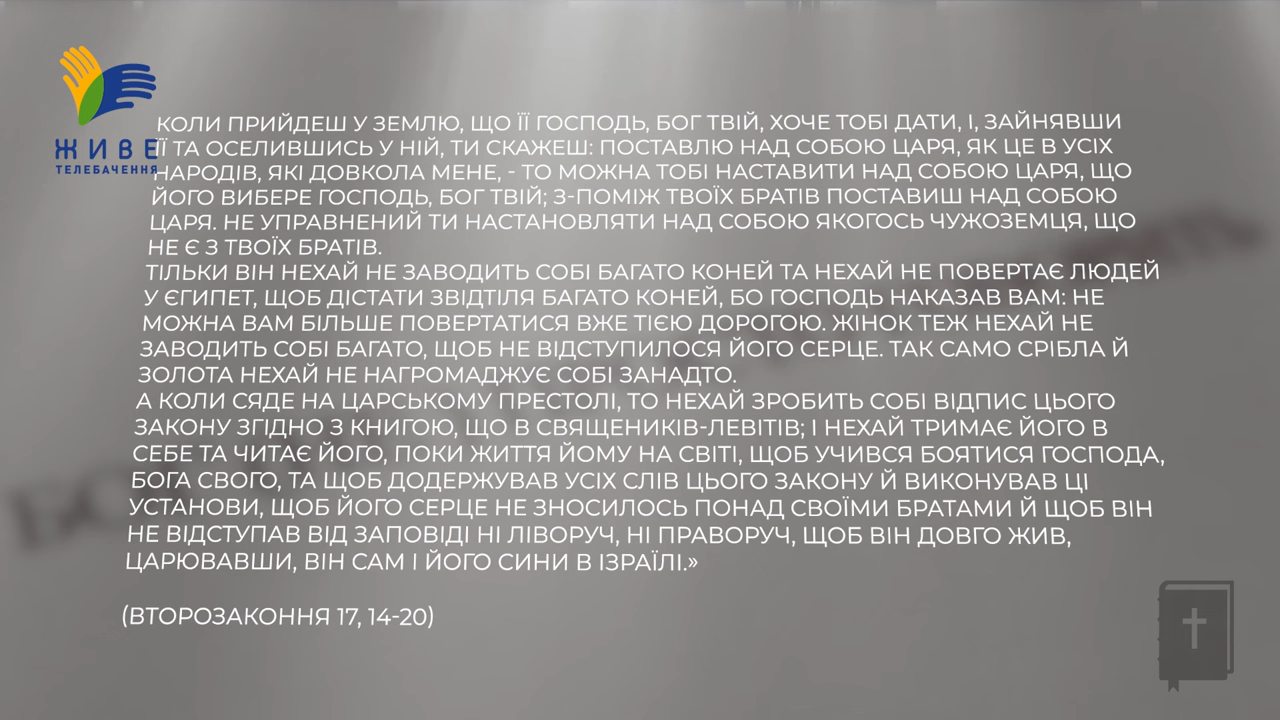 ЖИВЕ
ТЕЛЕБАЧЕННЯ
КОЛИ ПРИЙДЕШ У ЗЕМЛЮ, ЩО ЇЇ ГОСПОДЬ, БОГ ТВІЙ, ХОЧЕ ТОБІ ДАТИ, І, ЗАЙНЯВШИ
ЇЇ ТА ОСЕЛИВШИСЬ У НІЙ, ТИ СКАЖЕШ: ПОСТАВЛЮ НАД СОБОЮ ЦАРЯ, ЯК ЦЕ В УСІХ
НАРОДІВ, ЯКІ ДОВКОЛА МЕНЕ, - ТО МОЖНА ТОБІ НАСТАВИТИ НАД СОБОЮ ЦАРЯ, ЩО
ЙОГО ВИБЕРЕ ГОСПОДЬ, БОГ ТВІЙ; З-ПОМІЖ ТВОЇХ БРАТІВ ПОСТАВИШ НАД СОБОЮ
ЦАРЯ. НЕ УПРАВНЕНИЙ ТИ НАСТАНОВЛЯТИ НАД СОБОЮ ЯКОГОСЬ ЧУЖОЗЕМЦЯ, ЩО
НЕ Є З ТВОЇХ БРАТІВ.
ТІЛЬКИ ВІН НЕХАЙ НЕ ЗАВОДИТЬ СОБІ БАГАТО КОНЕЙ ТА НЕХАЙ НЕ ПОВЕРТАЄ ЛЮДЕЙ
У ЄГИПЕТ, ЩОБ ДІСТАТИ ЗВІДТІЛЯ БАГАТО КОНЕЙ, БО ГОСПОДЬ НАКАЗАВ ВАМ: НЕ
МОЖНА ВАМ БІЛЬШЕ ПОВЕРТАТИСЯ ВЖЕ ТІЄЮ ДОРОГОЮ. ЖІНОК ТЕЖ НЕХАЙ НЕ
ЗАВОДИТЬ СОБІ БАГАТО, ЩОБ НЕ ВІДСТУПИЛОСЯ ЙОГО СЕРЦЕ. ТАК САМО СРІБЛА Й
ЗОЛОТА НЕХАЙ НЕ НАГРОМАДЖУЄ СОБІ ЗАНАДТО.
А КОЛИ СЯДЕ НА ЦАРСЬКОМУ ПРЕСТОЛІ, ТО НЕХАЙ ЗРОБИТЬ СОБІ ВІДПИС ЦЬОГО
ЗАКОНУ ЗГІДНО З КНИГОЮ, ЩО В СВЯЩЕНИКІВ-ЛЕВІТІВ; І НЕХАЙ ТРИМАЄ ЙОГО В
СЕБЕ ТА ЧИТАЄ ЙОГО, ПОКИ ЖИТТЯ ЙОМУ НА СВІТІ, ЩОБ УЧИВСЯ БОЯТИСЯ ГОСПОДА,
БОГА СВОГО, ТА ЩОБ ДОДЕРЖУВАВ УСІХ СЛІВ ЦЬОГО ЗАКОНУ Й ВИКОНУВАВ ЦІ
УСТАНОВИ, ЩОБ ЙОГО СЕРЦЕ НЕ ЗНОСИЛОСЬ ПОНАД СВОЇМИ БРАТАМИ Й ЩОБ ВІН
НЕ ВІДСТУПАВ ВІД ЗАПОВІДІ НІ ЛІВОРУЧ, НІ ПРАВОРУЧ, ЩОБ ВІН ДОВГО ЖИВ,
ЦАРЮВАВШИ, ВІН САМ І ЙОГО СИНИ В ІЗРАЇЛІ.»
(ВТОРОЗАКОННЯ 17, 14-20)